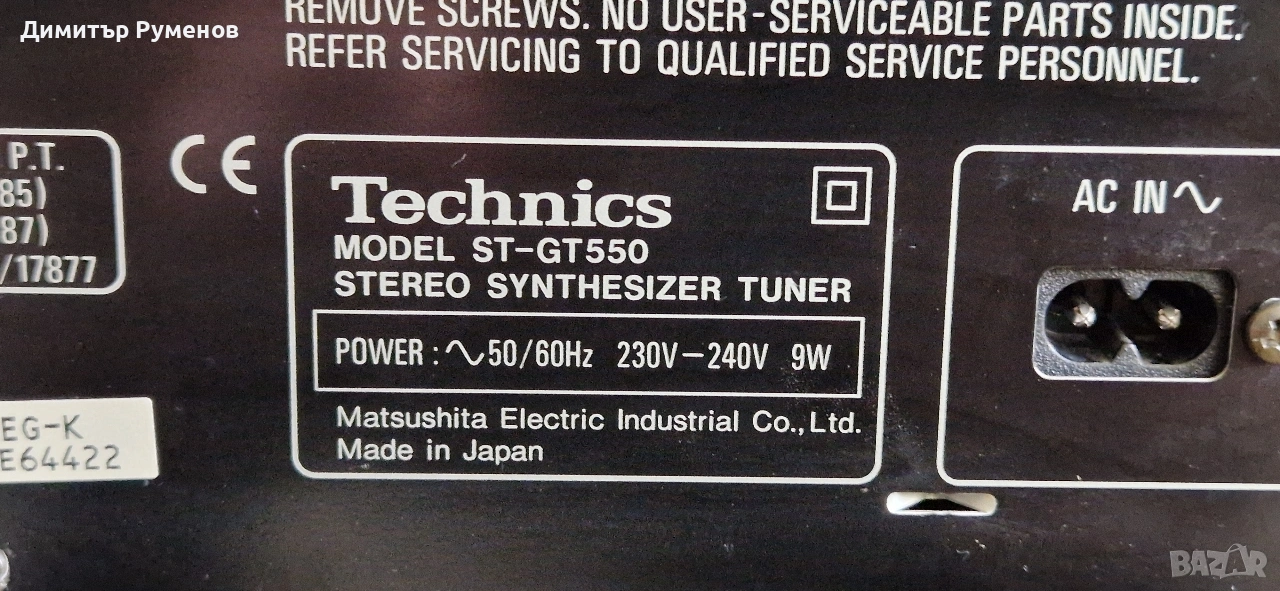 Димитър Руменов
REMOVE SCREWS. NO USER-SERVICEABLE PARTS INSIDE.
REFER SERVICING TO QUALIFIED SERVICE PERSONNEL.
P.T.
85)
87)
/17877
CE
Technics
MODEL ST-GT550
STEREO SYNTHESIZER TUNER
POWER : ∿50/60Hz 230V-240V 9W
Matsushita Electric Industrial Co.,Ltd.
Made in Japan
AC IN∿
EG-K
E64422
BAZAR